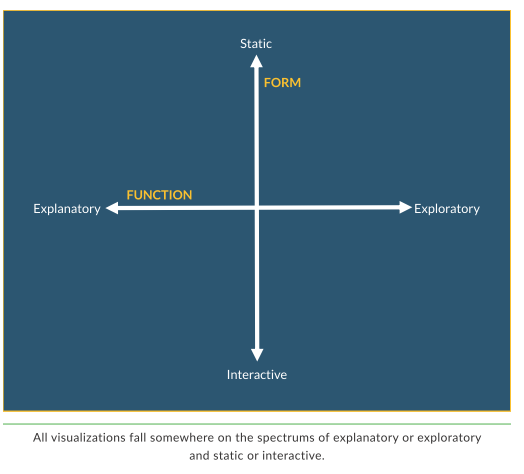 Static
FORM
FUNCTION
Explanatory
Exploratory
Interactive
All visualizations fall somewhere on the spectrums of explanatory or exploratory
and static or interactive.